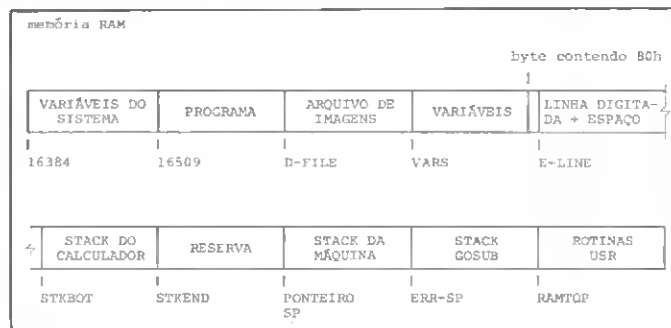 memória RAM
byte contendo 80h
VARIÁVEIS DO SISTEMA
PROGRAMA
ARQUIVO DE IMAGENS
VARIÁVEIS
LINHA DIGITA-
DA + ESPAÇO
16384
16509
D-FILE
VARS
E-LINE
STACK DO CALCULADOR
RESERVA
STACK DA MÁQUINA
STACK GOSUB
ROTINAS USR
STKBOT
STKEND
PONTEIRO SP
ERR-SP
RAMTOP